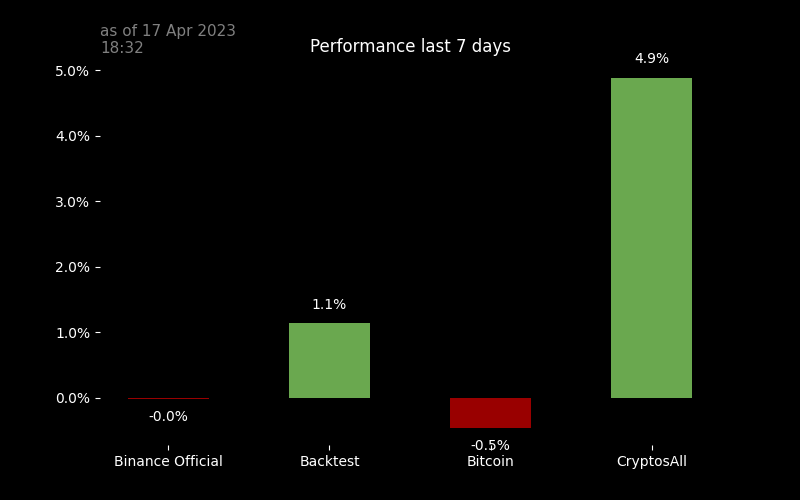 as of 17 Apr 2023
18:32
Performance last 7 days
4.9%
5.0%
4.0%
3.0%
2.0%
1.1%
1.0%
0.0%
-0.0%
-0.5%
Binance Official
Backtest
Bitcoin
CryptosAll